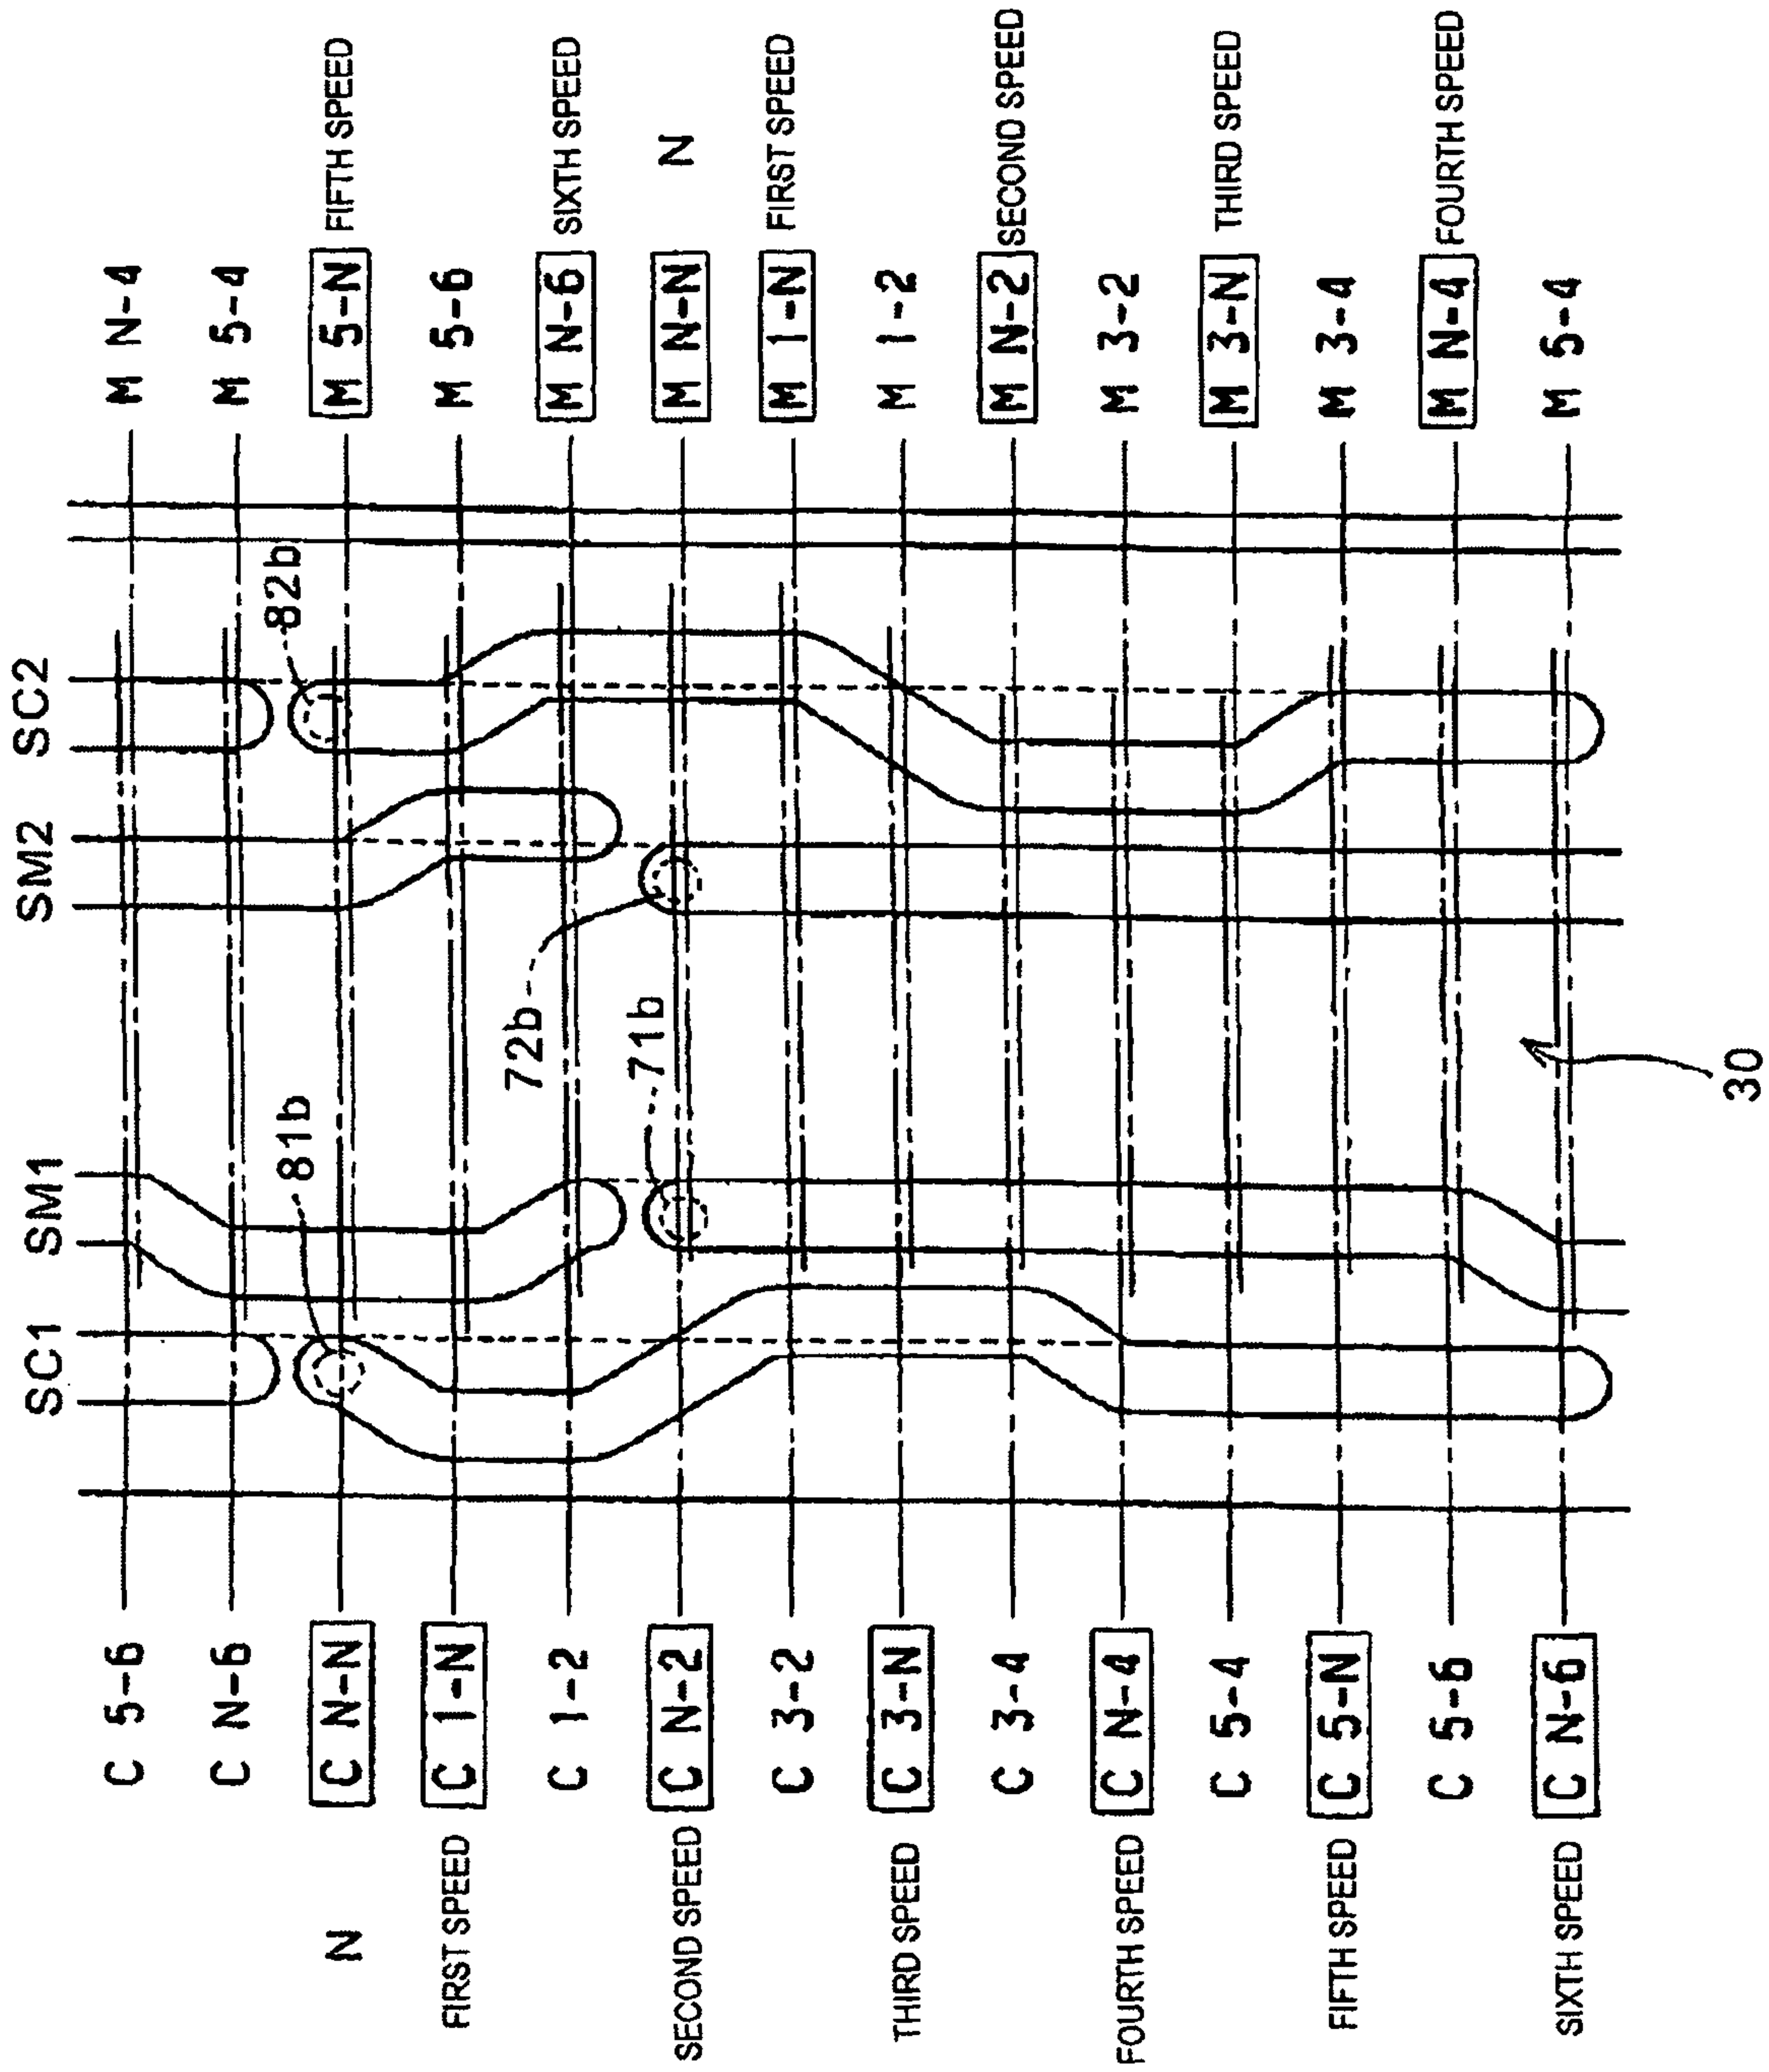 SC1
SM1
SM2
SC2
81b
82b
72b
71b
30
C 5-6
C N-6
N
C N-N
FIRST SPEED
C 1-N
C 1-2
SECOND SPEED
C N-2
C 3-2
THIRD SPEED
C 3-N
C 3-4
FOURTH SPEED
C N-4
C 5-4
FIFTH SPEED
C 5-N
C 5-6
SIXTH SPEED
C N-6
M N-4
M 5-4
M 5-N
FIFTH SPEED
M 5-6
M N-6
SIXTH SPEED
M N-N
N
M 1-N
FIRST SPEED
M 1-2
M N-2
SECOND SPEED
M 3-2
M 3-N
THIRD SPEED
M 3-4
M N-4
FOURTH SPEED
M 5-4